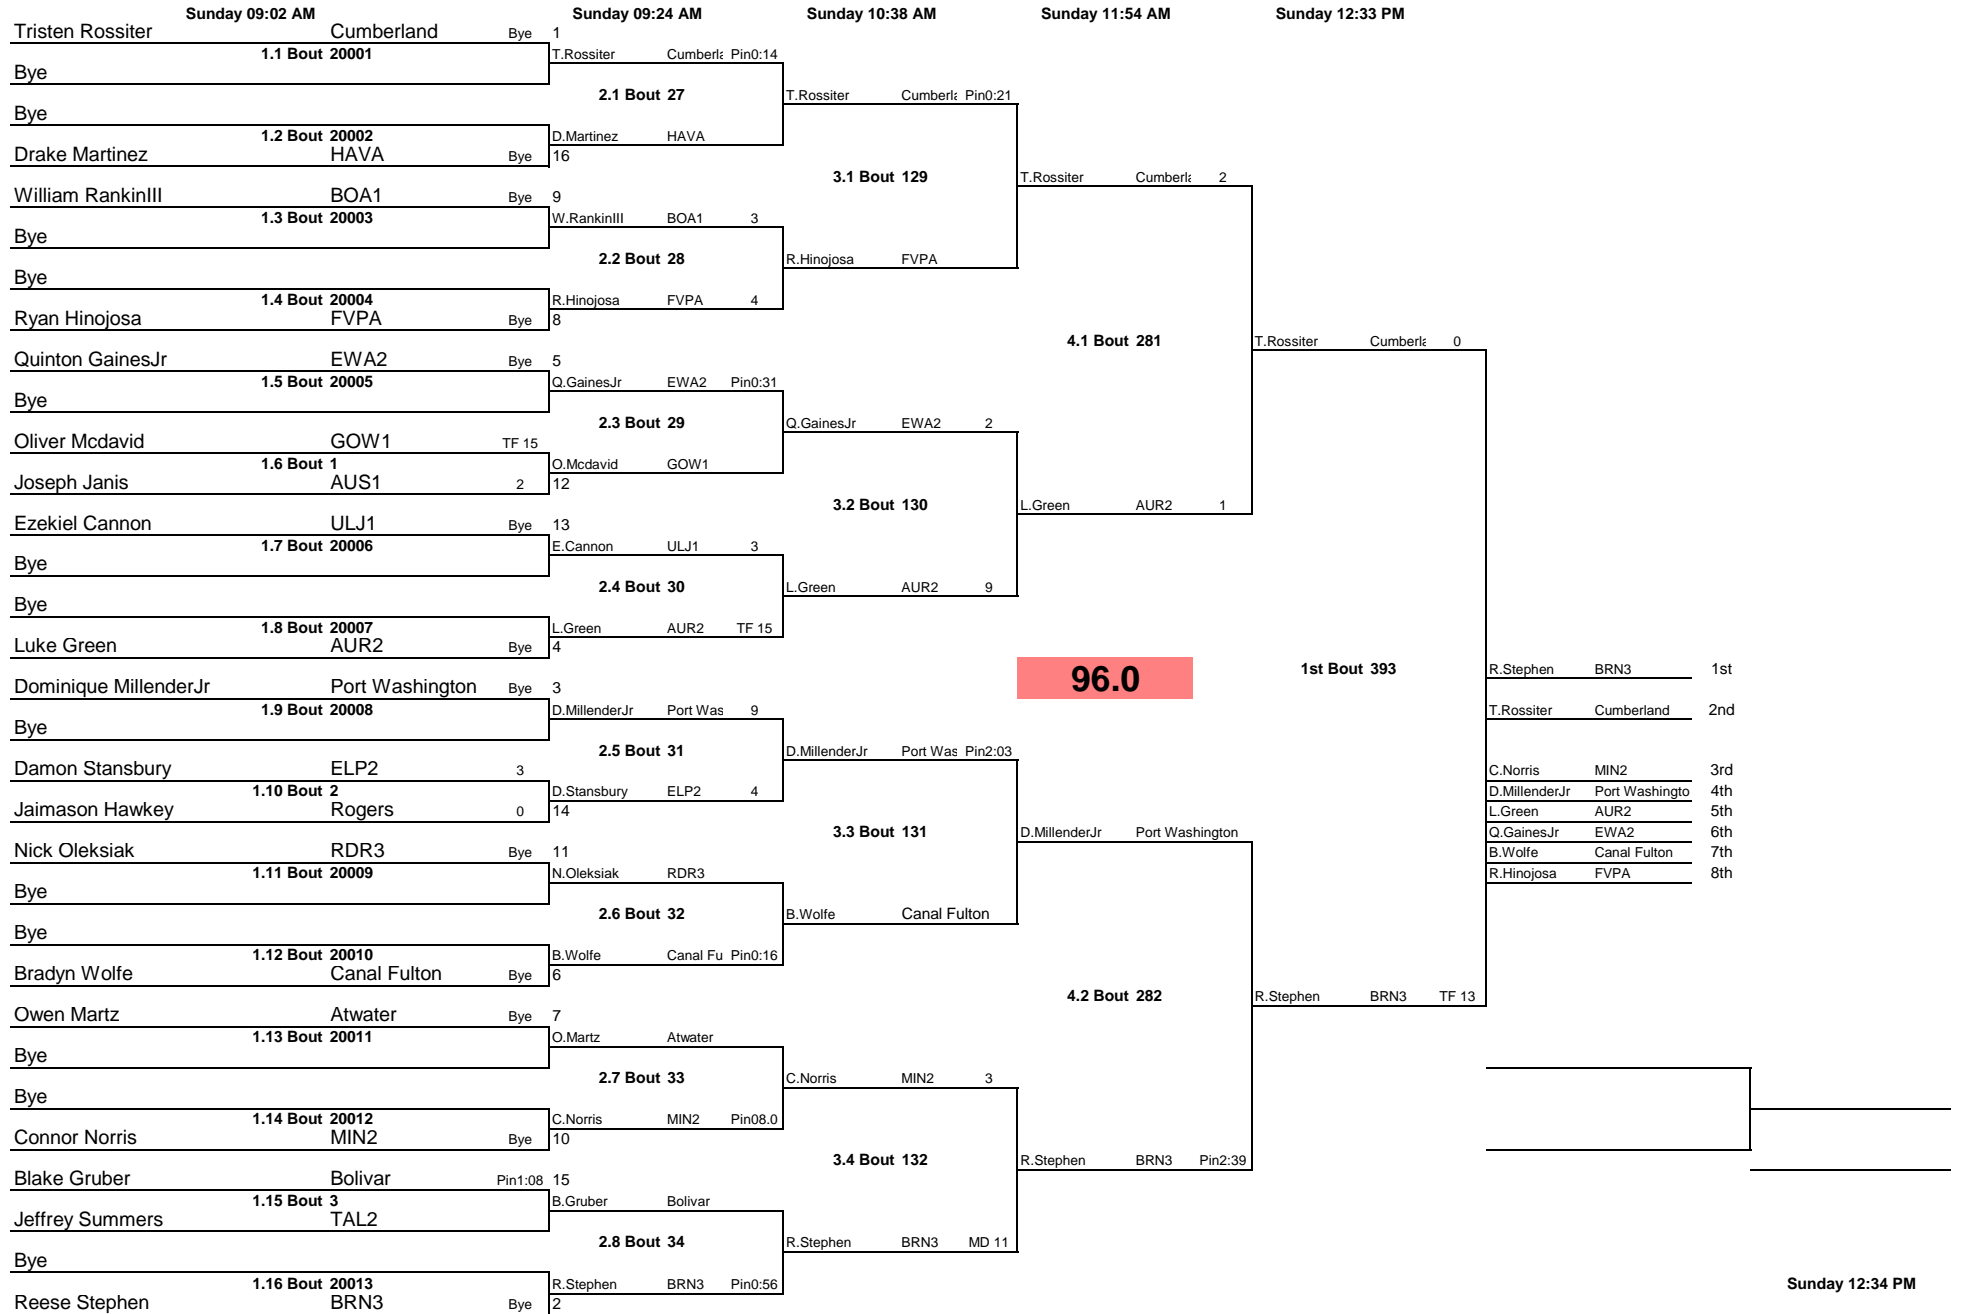 Sunday 09:02 AM Sunday 09:24 AM Sunday 10:38 AM Sunday 11:54 AM Sunday 12:33 PM
Tristen Rossiter Cumberland Bye 1
1.1 Bout 20001 T.Rossiter Cumberla Pin0:14
Bye
2.1 Bout 27 T.Rossiter Cumberla Pin0:21
Bye
1.2 Bout 20002 D.Martinez HAVA
Drake Martinez HAVA Bye 16
3.1 Bout 129 T.Rossiter Cumberla 2
William RankinIII BOA1 Bye 9
1.3 Bout 20003 W.RankinIII BOA1 3
Bye
2.2 Bout 28 R.Hinojosa FVPA
Bye
1.4 Bout 20004 R.Hinojosa FVPA 4
Ryan Hinojosa FVPA Bye 8
4.1 Bout 281 T.Rossiter Cumberla 0
Quinton GainesJr EWA2 Bye 5
1.5 Bout 20005 Q.GainesJr EWA2 Pin0:31
Bye
2.3 Bout 29 Q.GainesJr EWA2 2
Oliver Mcdavid GOW1 TF 15
1.6 Bout 1 O.Mcdavid GOW1
Joseph Janis AUS1 2 12
3.2 Bout 130 L.Green AUR2 1
Ezekiel Cannon ULJ1 Bye 13
1.7 Bout 20006 E.Cannon ULJ1 3
Bye
2.4 Bout 30 L.Green AUR2 9
Bye
1.8 Bout 20007 L.Green AUR2 TF 15
Luke Green AUR2 Bye 4
96.0 1st Bout 393 R.Stephen BRN3 1st
Dominique MillenderJr Port Washington Bye 3
1.9 Bout 20008 D.MillenderJr Port Was 9 T.Rossiter Cumberland 2nd
Bye
2.5 Bout 31 D.MillenderJr Port Was Pin2:03
Damon Stansbury ELP2 3 C.Norris MIN2 3rd
1.10 Bout 2 D.Stansbury ELP2 4 D.MillenderJr Port Washingto 4th
Jaimason Hawkey Rogers 0 14 L.Green AUR2 5th
3.3 Bout 131 D.MillenderJr Port Washington Q.GainesJr EWA2 6th
Nick Oleksiak RDR3 Bye 11 B.Wolfe Canal Fulton 7th
1.11 Bout 20009 N.Oleksiak RDR3 R.Hinojosa FVPA 8th
Bye
2.6 Bout 32 B.Wolfe Canal Fulton
Bye
1.12 Bout 20010 B.Wolfe Canal Fu Pin0:16
Bradyn Wolfe Canal Fulton Bye 6
4.2 Bout 282 R.Stephen BRN3 TF 13
Owen Martz Atwater Bye 7
1.13 Bout 20011 O.Martz Atwater
Bye
2.7 Bout 33 C.Norris MIN2 3
Bye
1.14 Bout 20012 C.Norris MIN2 Pin08.0
Connor Norris MIN2 Bye 10
3.4 Bout 132 R.Stephen BRN3 Pin2:39
Blake Gruber Bolivar Pin1:08 15
1.15 Bout 3 B.Gruber Bolivar
Jeffrey Summers TAL2
2.8 Bout 34 R.Stephen BRN3 MD 11
Bye
1.16 Bout 20013 R.Stephen BRN3 Pin0:56 Sunday 12:34 PM
Reese Stephen BRN3 Bye 2